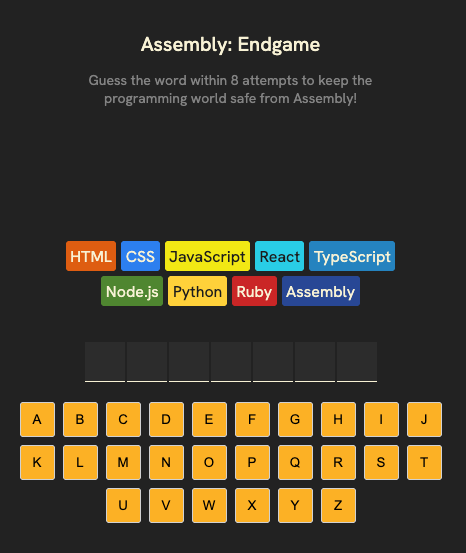 Assembly: Endgame
Guess the word within 8 attempts to keep the
programming world safe from Assembly!
HTML CSS JavaScript React TypeScript
Node.js Python Ruby Assembly
A B C D E F G H I J
K L M N O P Q R S T
U V W X Y Z